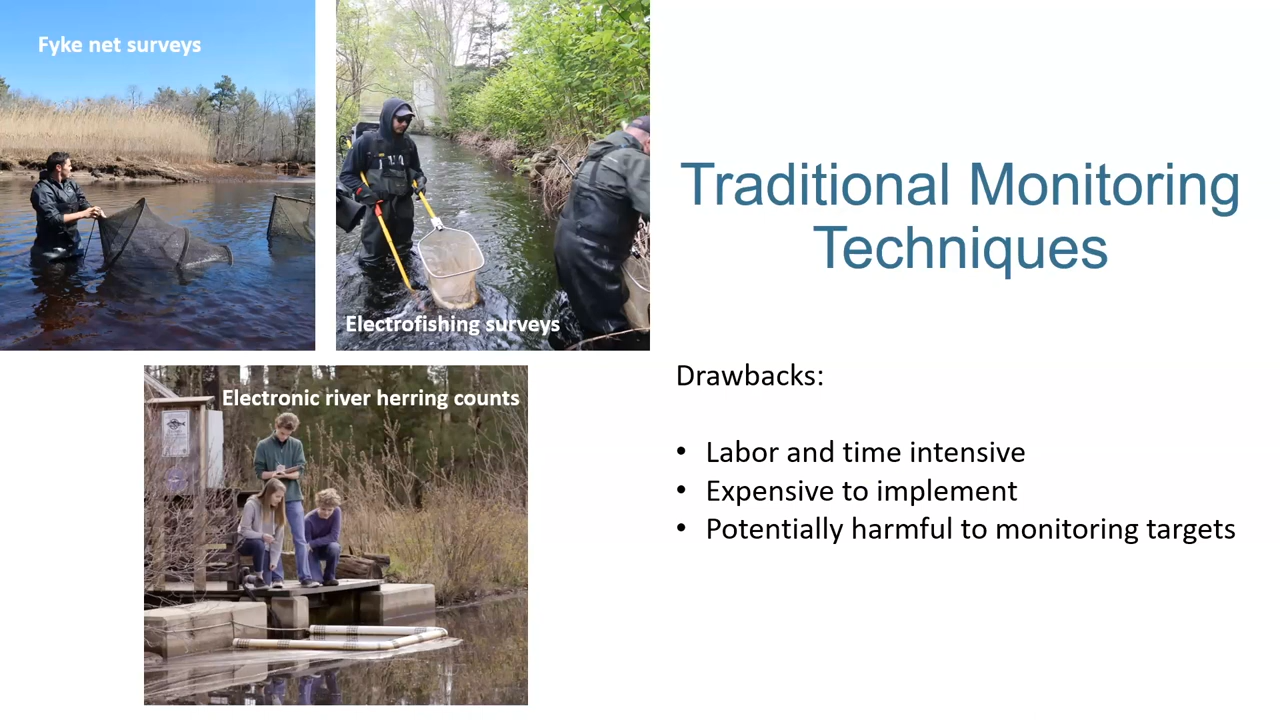 Fyke net surveys
Electrofishing surveys
Electronic river herring counts
Traditional Monitoring
Techniques
Drawbacks:
• Labor and time intensive
• Expensive to implement
• Potentially harmful to monitoring targets